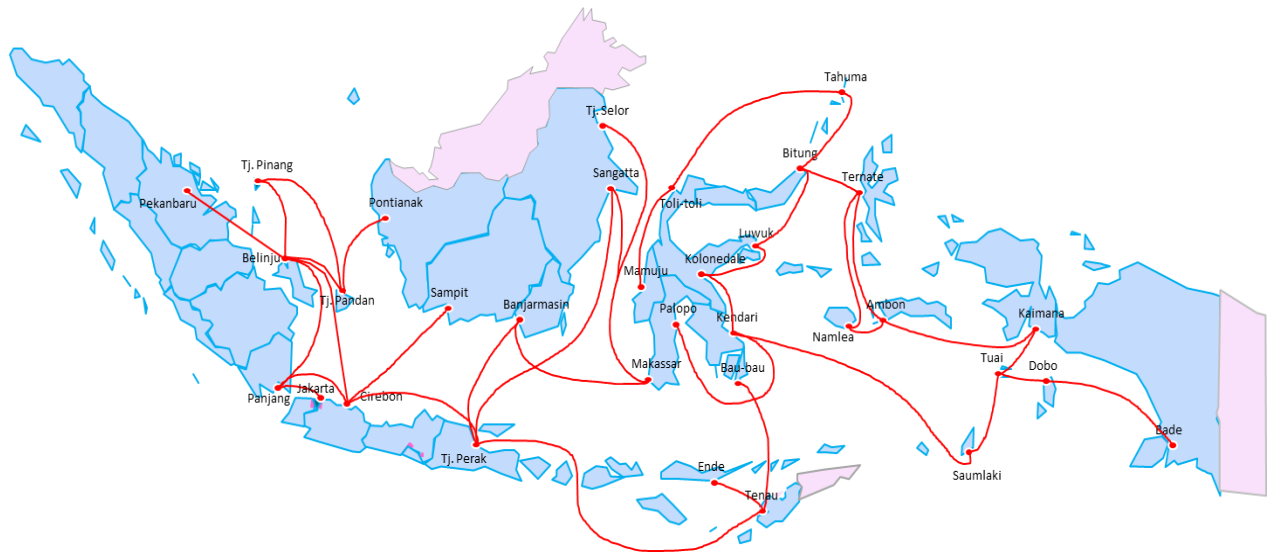 Tahuma
Tj. Selor
Bitung
Tj. Pinang
Sangatta
Ternate
Pekanbaru
Pontianak
Toli-toli
Luwuk
Belinju
Kolonedale
Mamuju
Tj. Pandan
Sampit
Banjarmasin
Palopo
Kendari
Ambon
Namlea
Kaimana
Makassar
Bau-bau
Tuai
Dobo
Panjang
Jakarta
Cirebon
Tj. Perak
Bade
Ende
Tenau
Saumlaki